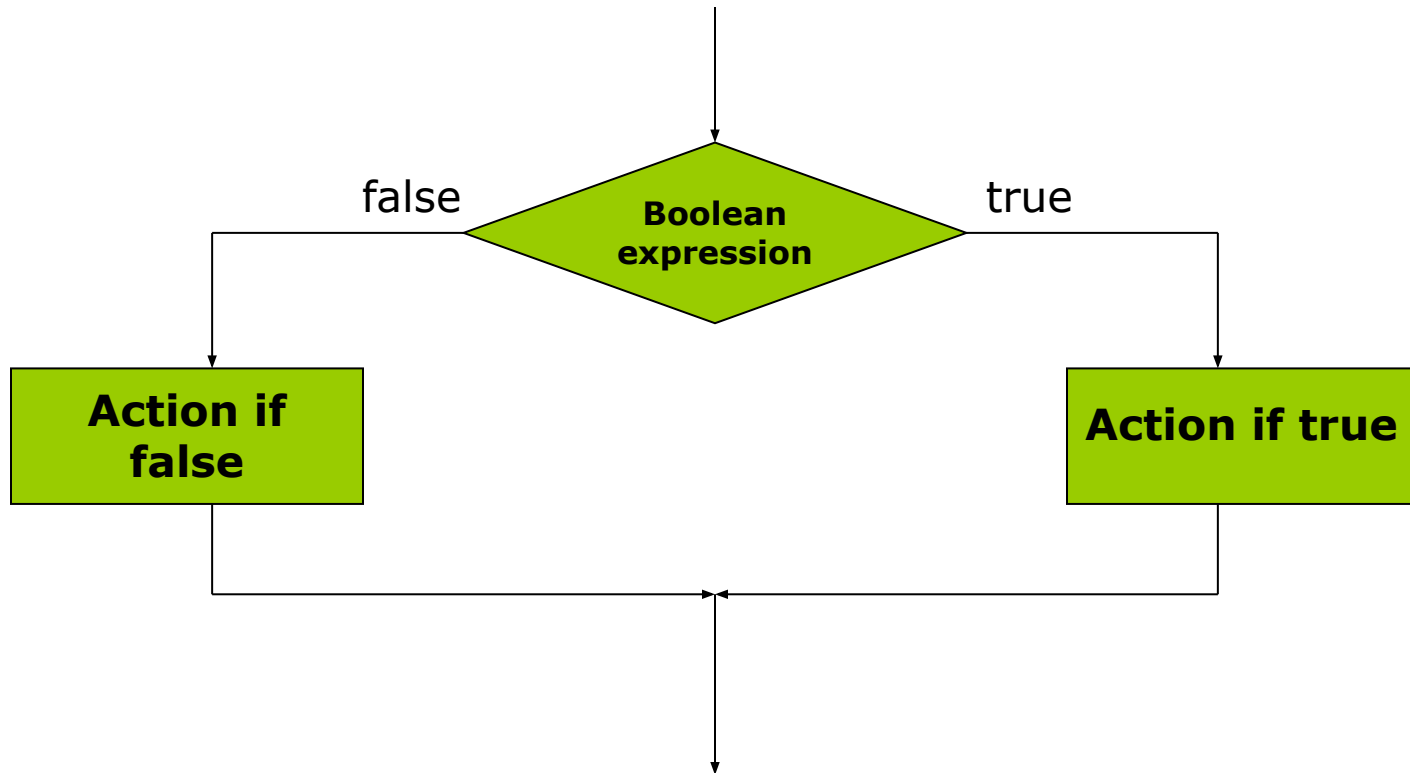 false
Boolean
expression
true
Action if
false
Action if true